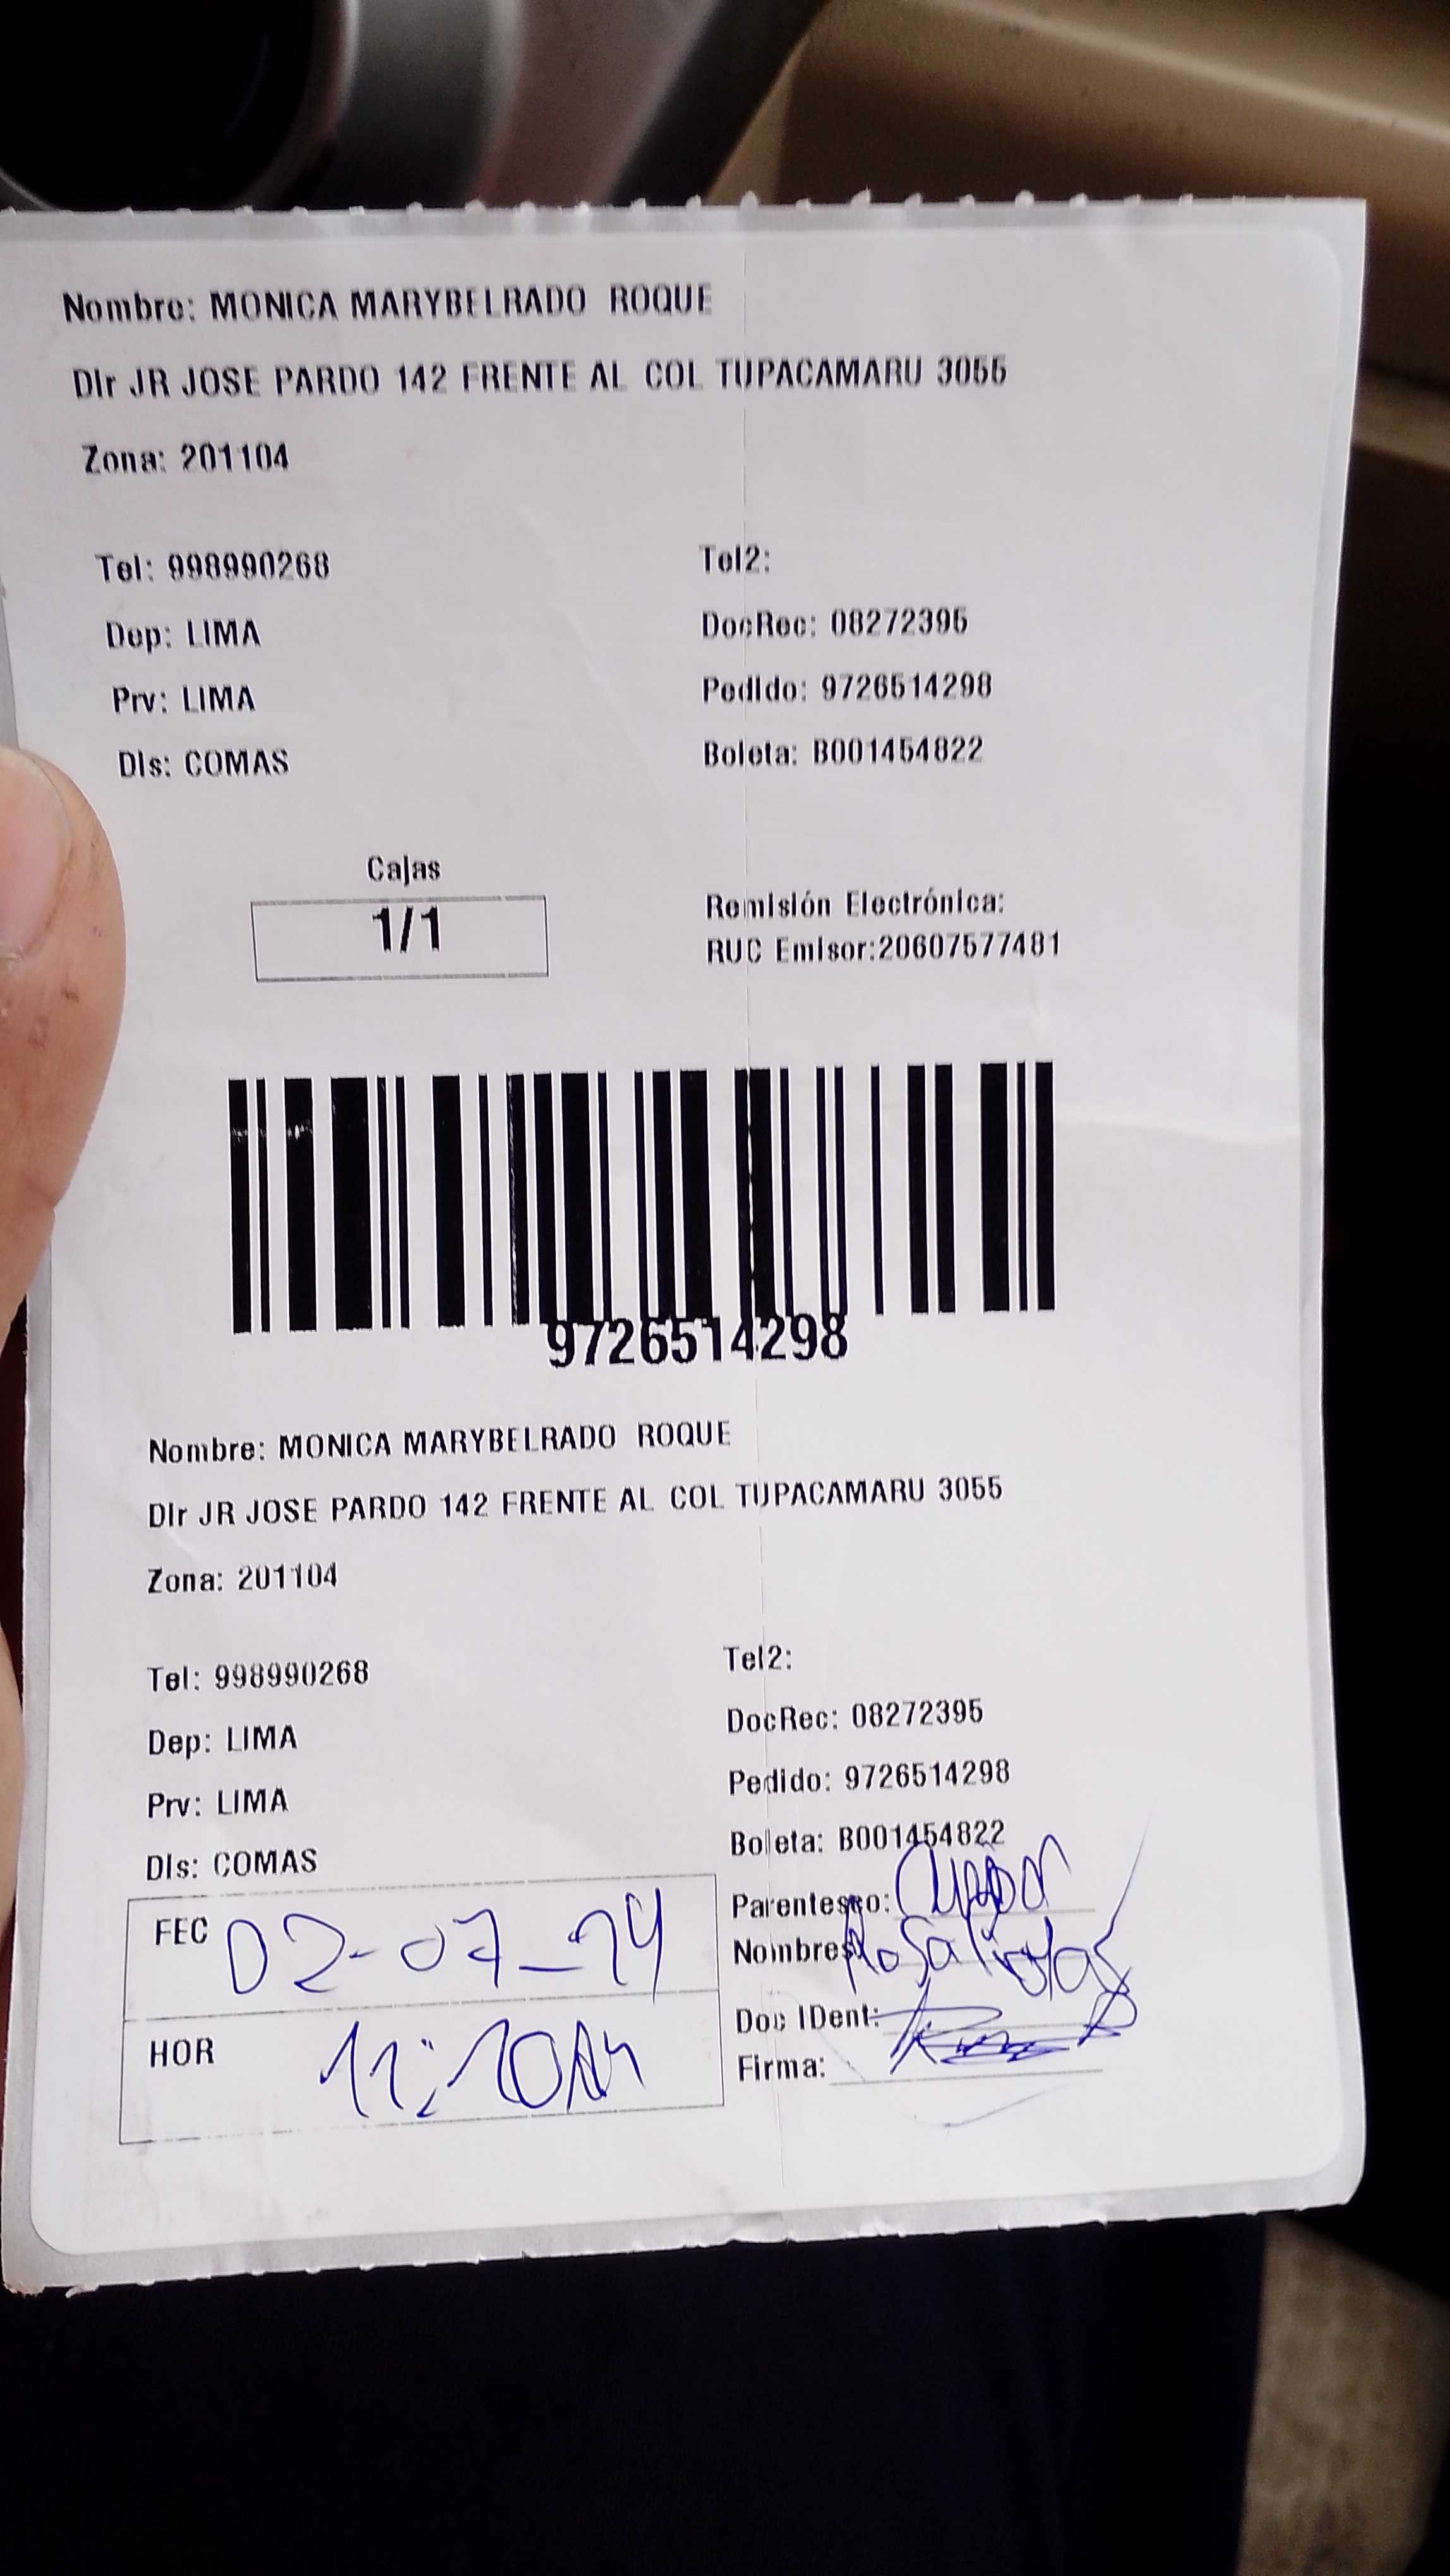 Nombre: MONICA MARYBELRADO ROQUE
Dir JR JOSE PARDO 142 FRENTE AL COL TUPACAMARU 3055
Zona: 201104
Tel: 998990268 Tel2:
Dep: LIMA DocRec: 08272395
Prv: LIMA Pedido: 9726514298
Dis: COMAS Boleta: B001454822
Cajas
1/1
Remisión Electrónica:
RUC Emisor:20607577481
9726514298
Nombre: MONICA MARYBELRADO ROQUE
Dir JR JOSE PARDO 142 FRENTE AL COL TUPACAMARU 3055
Zona: 201104
Tel: 998990268 Tel2:
Dep: LIMA DocRec: 08272395
Prv: LIMA Pedido: 9726514298
Dis: COMAS Boleta: B001454822
FEC 02-07-24
HOR
Parentesco:
Nombres Rosa
Doc IDent:
Firma: